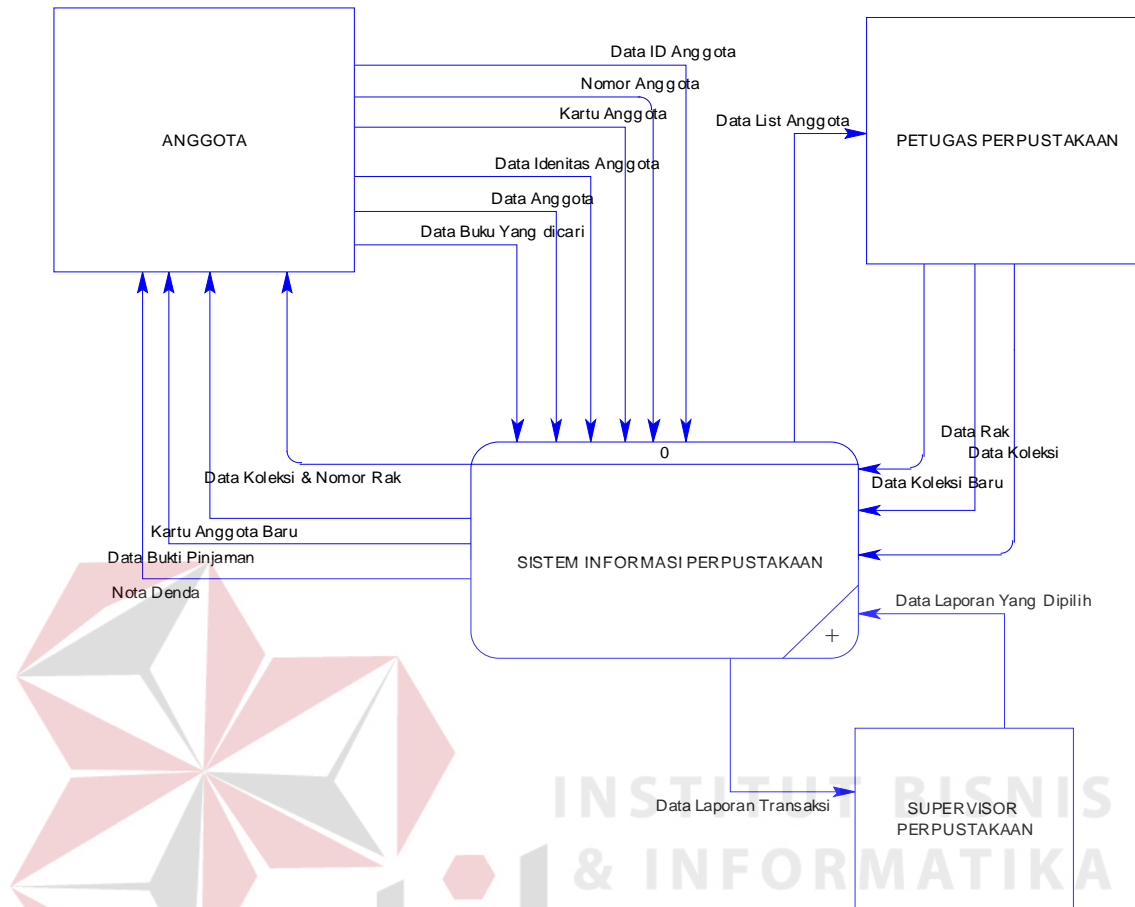 Data ID Anggota
Nomor Anggota
Kartu Anggota
Data List Anggota
ANGGOTA
PETUGAS PERPUSTAKAAN
Data Idenitas Anggota
Data Anggota
Data Buku Yang dicari
0
Data Rak
Data Koleksi
Data Koleksi & Nomor Rak
Data Koleksi Baru
Kartu Anggota Baru
Data Bukti Pinjaman
SISTEM INFORMASI PERPUSTAKAAN
Nota Denda
Data Laporan Yang Dipilih
+
Data Laporan Transaksi
SUPERVISOR
PERPUSTAKAAN
INSTITUT BISNIS
& INFORMATIKA